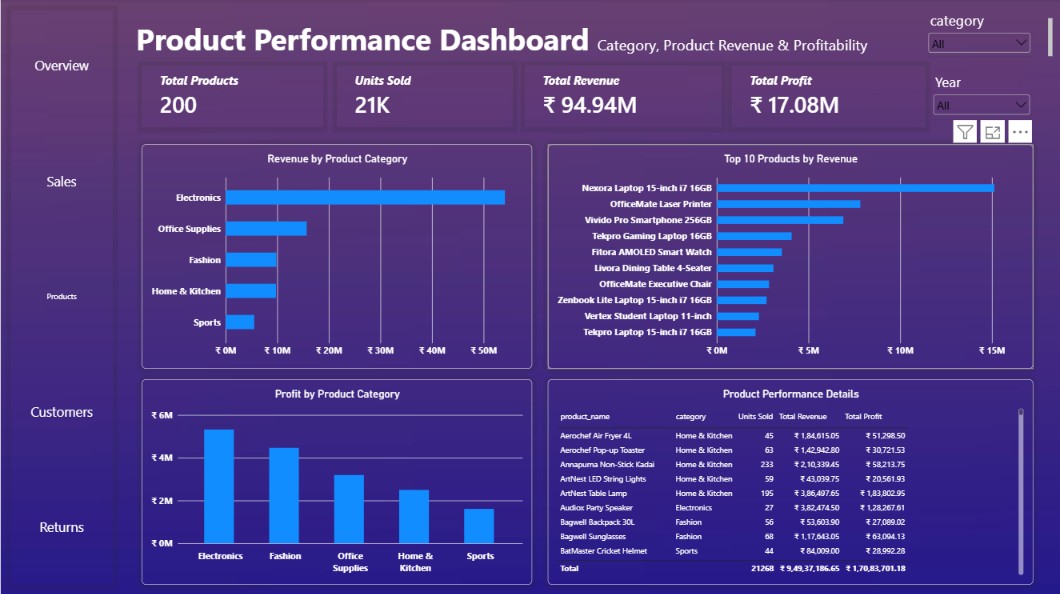 Product Performance Dashboard Category, Product Revenue & Profitability
category
All
Year
All
Overview
Sales
Products
Customers
Returns
Total Products
200
Units Sold
21K
Total Revenue
₹ 94.94M
Total Profit
₹ 17.08M
Revenue by Product Category
Electronics
Office Supplies
Fashion
Home & Kitchen
Sports
₹ 0M ₹ 10M ₹ 20M ₹ 30M ₹ 40M ₹ 50M
Top 10 Products by Revenue
Nexora Laptop 15-inch i7 16GB
OfficeMate Laser Printer
Vivido Pro Smartphone 256GB
Tekpro Gaming Laptop 16GB
Fitora AMOLED Smart Watch
Livora Dining Table 4-Seater
OfficeMate Executive Chair
Zenbook Lite Laptop 15-inch i7 16GB
Vertex Student Laptop 11-inch
Tekpro Laptop 15-inch i7 16GB
₹ 0M ₹ 5M ₹ 10M ₹ 15M
Profit by Product Category
₹ 6M
₹ 4M
₹ 2M
₹ 0M
Electronics Fashion Office Supplies Home & Kitchen Sports
Product Performance Details
product_name category Units Sold Total Revenue Total Profit
Aerochef Air Fryer 4L Home & Kitchen 45 ₹ 1,84,615.05 ₹ 51,298.50
Aerochef Pop-up Toaster Home & Kitchen 63 ₹ 1,42,942.80 ₹ 30,721.53
Annapurna Non-Stick Kadai Home & Kitchen 233 ₹ 2,10,339.45 ₹ 58,213.75
ArtNest LED String Lights Home & Kitchen 59 ₹ 43,039.75 ₹ 20,561.93
ArtNest Table Lamp Home & Kitchen 195 ₹ 3,86,497.65 ₹ 1,83,802.95
Audiox Party Speaker Electronics 27 ₹ 3,82,474.50 ₹ 1,28,267.61
Bagwell Backpack 30L Fashion 56 ₹ 53,603.90 ₹ 27,089.02
Bagwell Sunglasses Fashion 68 ₹ 1,17,643.05 ₹ 63,094.13
BatMaster Cricket Helmet Sports 44 ₹ 84,009.00 ₹ 28,992.28
Total 21268 ₹ 9,49,37,186.65 ₹ 1,70,83,701.18